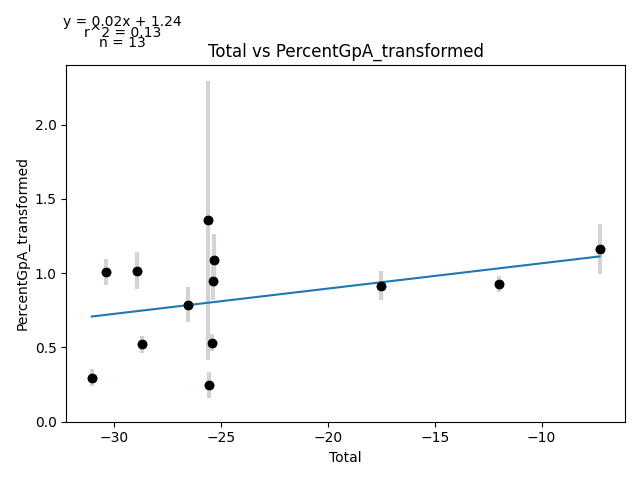 y = 0.02x + 1.24
r^2 = 0.13
n = 13
Total vs PercentGpA_transformed
PercentGpA_transformed
2.0
1.5
1.0
0.5
0.0
−30
−25
−20
−15
−10
Total